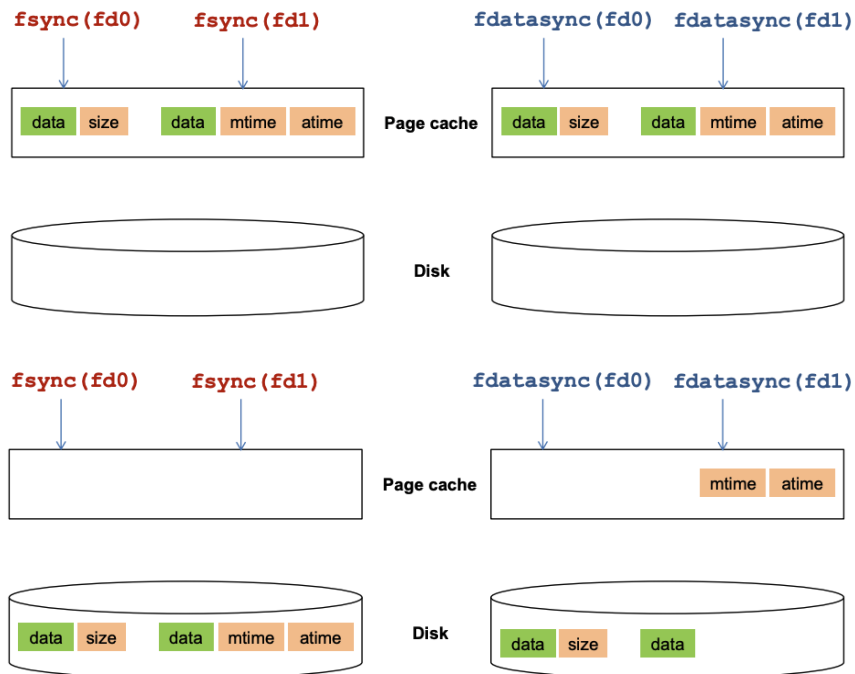 fsync(fd0) fsync(fd1) fdatasync(fd0) fdatasync(fd1)
data size data mtime atime Page cache data size data mtime atime
Disk
fsync(fd0) fsync(fd1) fdatasync(fd0) fdatasync(fd1)
Page cache mtime atime
data size data mtime atime Disk data size data